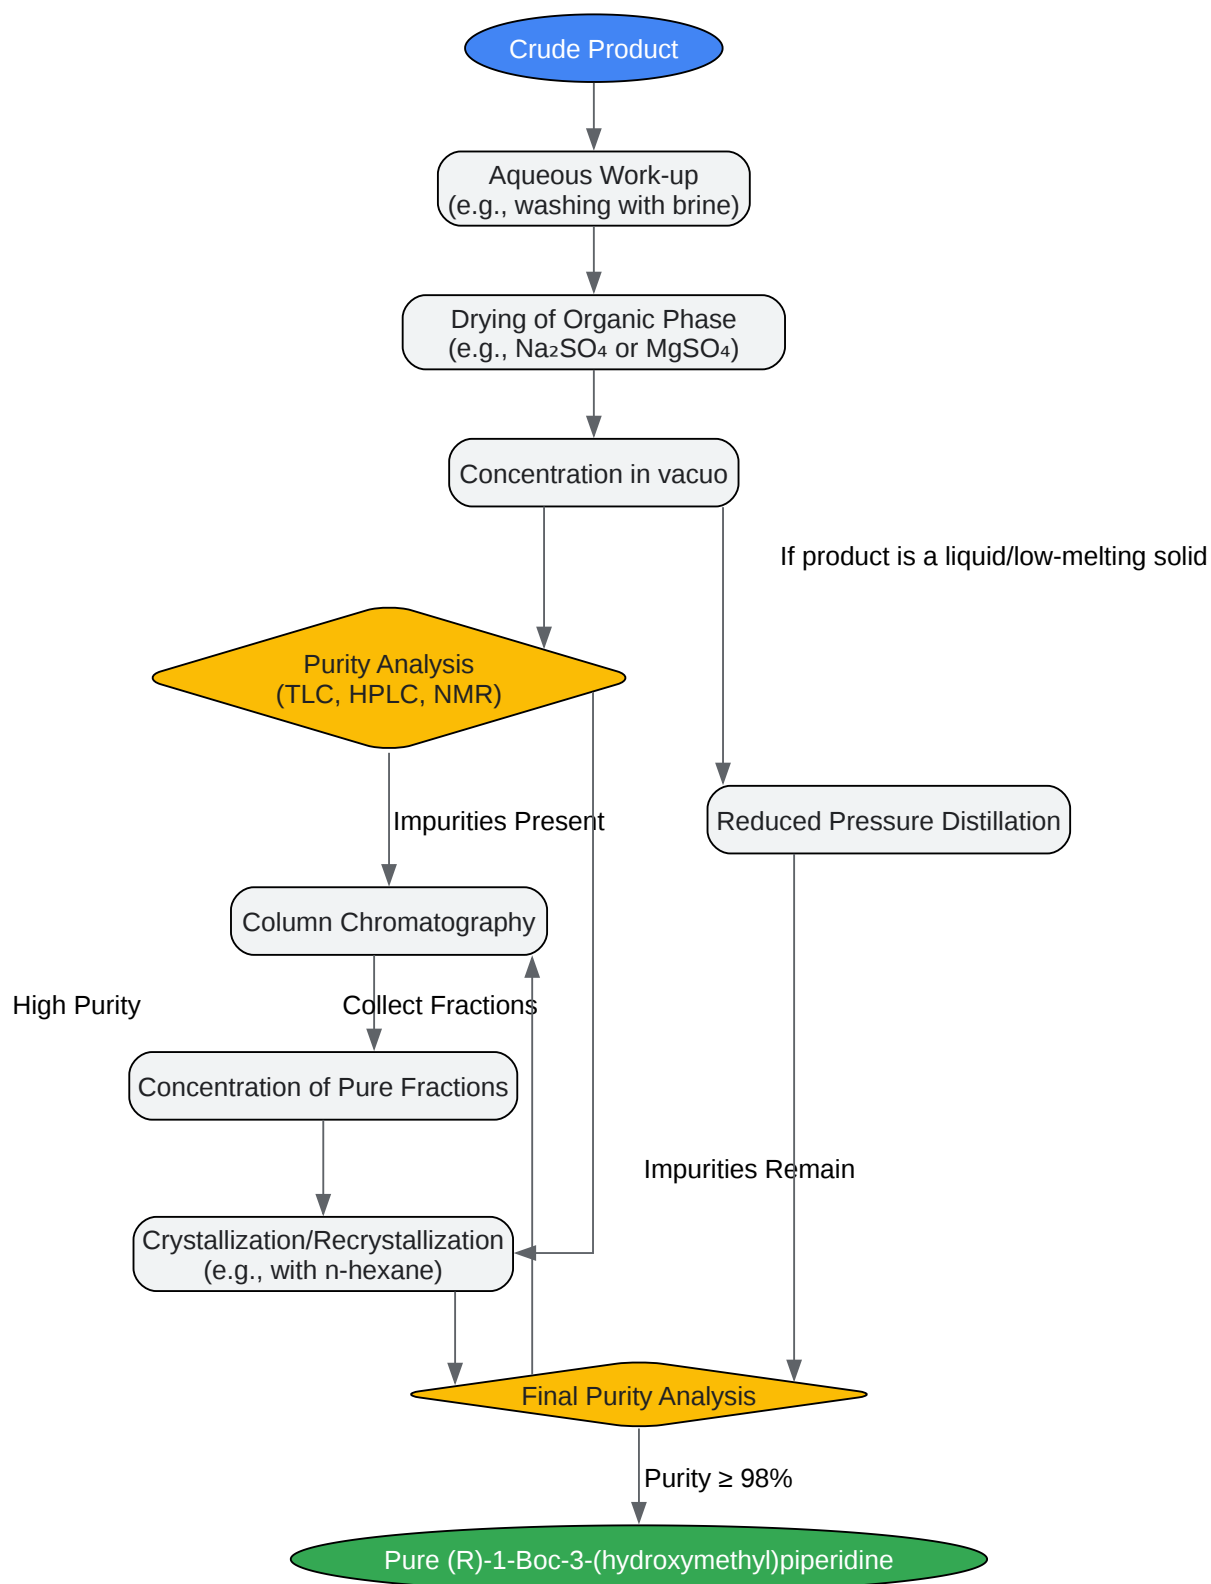 Crude Product
Aqueous Work-up
(e.g., washing with brine)
Drying of Organic Phase
(e.g., Na₂SO₄ or MgSO₄)
Concentration in vacuo
If product is a liquid/low-melting solid
Purity Analysis
(TLC, HPLC, NMR)
Impurities Present
Reduced Pressure Distillation
Column Chromatography
High Purity
Collect Fractions
Concentration of Pure Fractions
Impurities Remain
Crystallization/Recrystallization
(e.g., with n-hexane)
Final Purity Analysis
Purity ≥ 98%
Pure (R)-1-Boc-3-(hydroxymethyl)piperidine